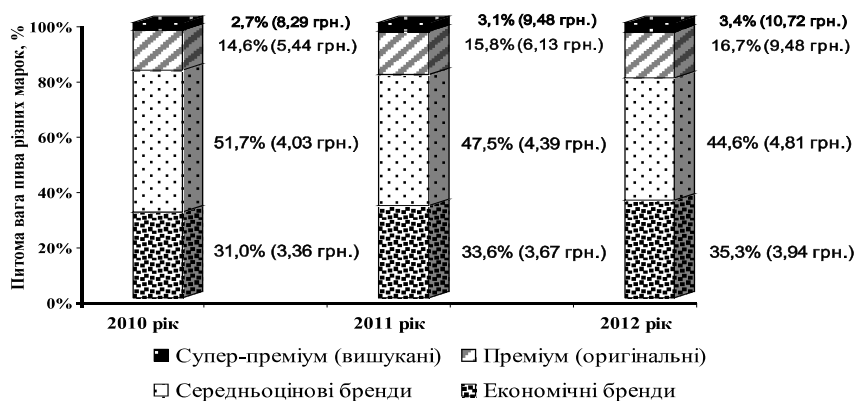 Питома вага пива різних марок, %
100%
80%
60%
40%
20%
0%
2,7% (8,29 грн.)
14,6% (5,44 грн.)
51,7% (4,03 грн.)
31,0% (3,36 грн.)
3,1% (9,48 грн.)
15,8% (6,13 грн.)
47,5% (4,39 грн.)
33,6% (3,67 грн.)
3,4% (10,72 грн.)
16,7% (9,48 грн.)
44,6% (4,81 грн.)
35,3% (3,94 грн.)
2010 рік 2011 рік 2012 рік
Супер-преміум (вишукані) Преміум (оригінальні)
Середньоцінові бренди Економічні бренди